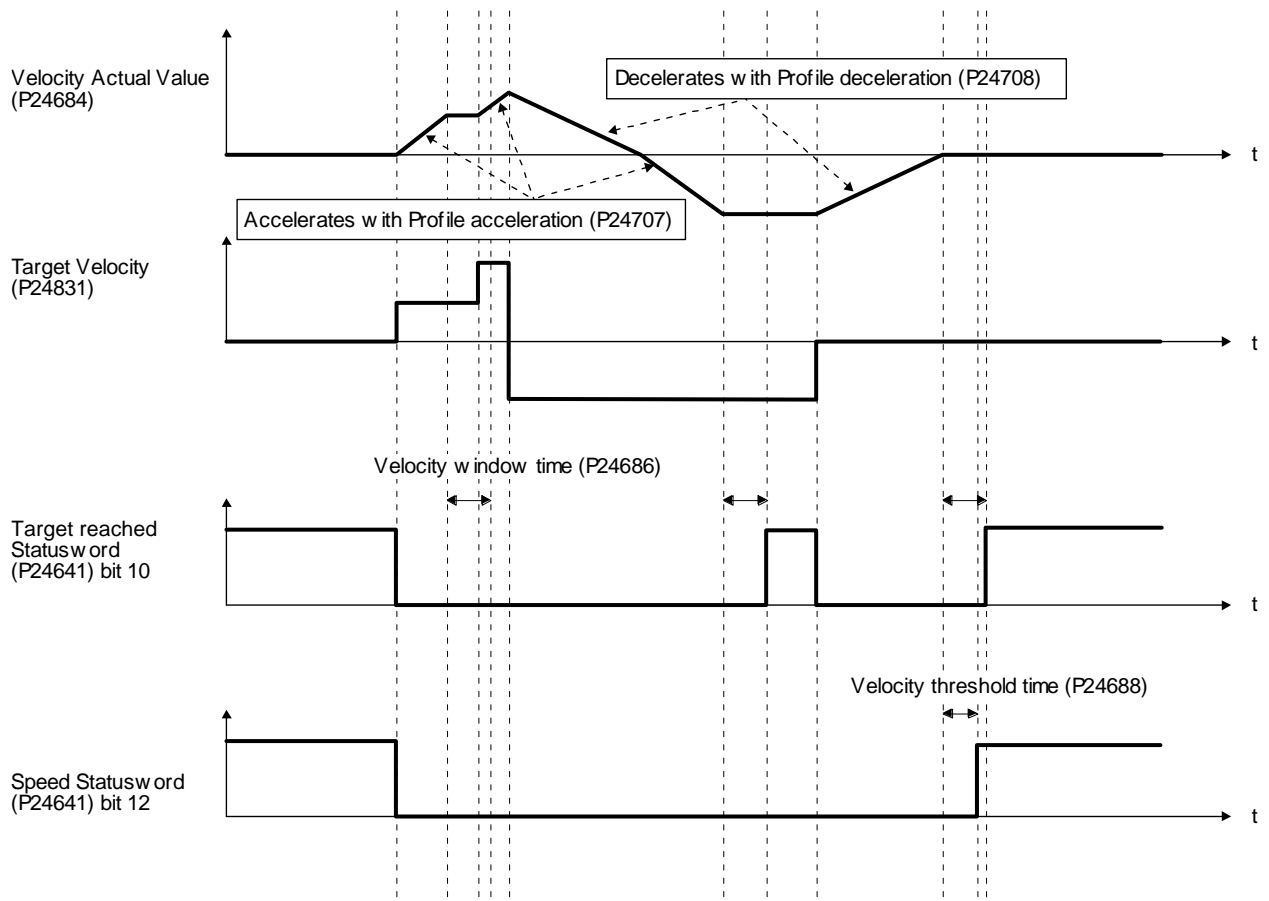 Velocity Actual Value
(P24684)
Decelerates with Profile deceleration (P24708)
t
Accelerates with Profile acceleration (P24707)
Target Velocity
(P24831)
t
Velocity window time (P24686)
Target reached
Statusword
(P24641) bit 10
t
Velocity threshold time (P24688)
Speed Statusword
(P24641) bit 12
t